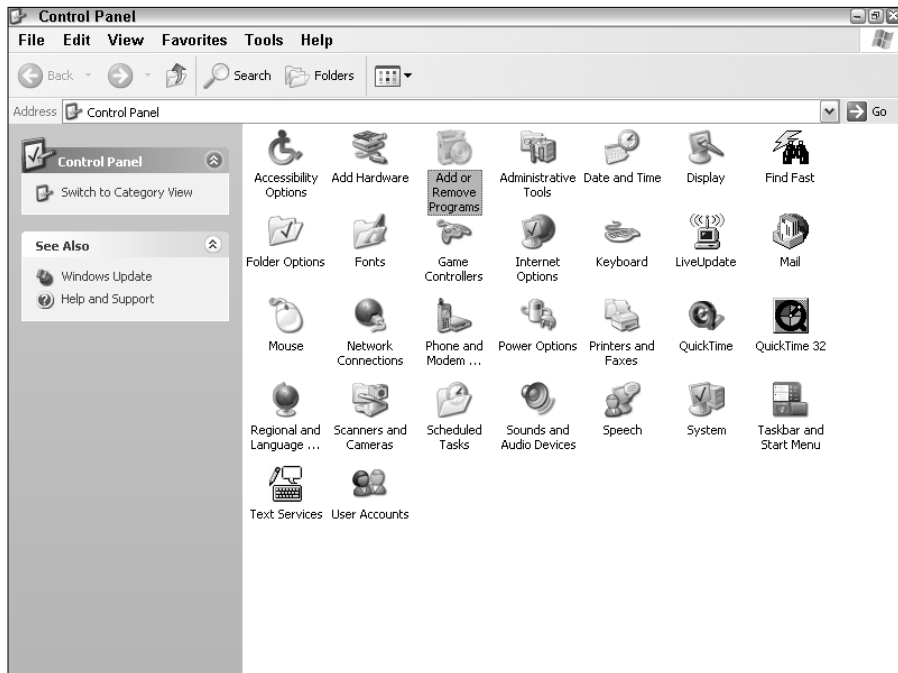 Control Panel
File Edit View Favorites Tools Help
Back Search Folders
Address Control Panel Go
Control Panel
Switch to Category View
See Also
Windows Update
Help and Support
Accessibility Options
Add Hardware
Add or Remove Programs
Administrative Tools
Date and Time
Display
Find Fast
Folder Options
Fonts
Game Controllers
Internet Options
Keyboard
LiveUpdate
Mail
Mouse
Network Connections
Phone and Modem ...
Power Options
Printers and Faxes
QuickTime
QuickTime 32
Regional and Language ...
Scanners and Cameras
Scheduled Tasks
Sounds and Audio Devices
Speech
System
Taskbar and Start Menu
Text Services
User Accounts